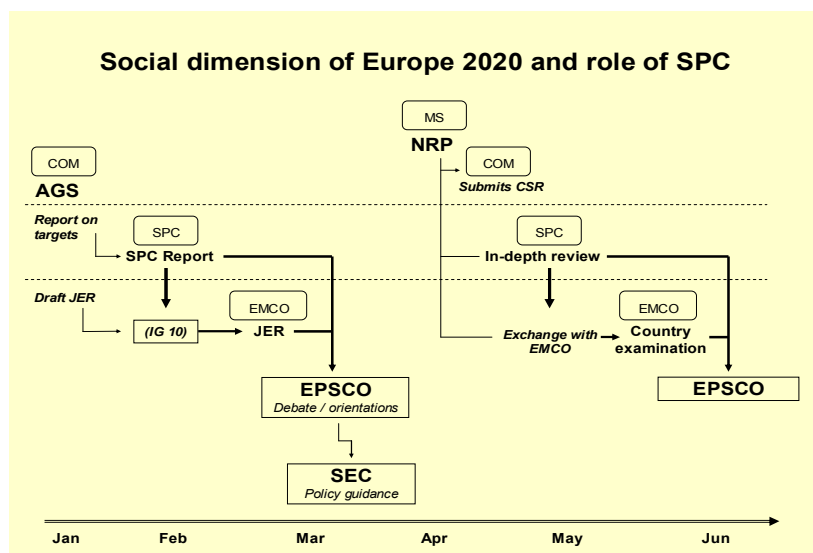 Social dimension of Europe 2020 and role of SPC
MS
NRP
COM
AGS
COM
Submits CSR
Report on
targets
SPC
SPC Report
SPC
In-depth review
Draft JER
(IG 10)
EMCO
JER
Exchange with
EMCO
EMCO
Country
examination
EPSCO
Debate / orientations
EPSCO
SEC
Policy guidance
Jan Feb Mar Apr May Jun